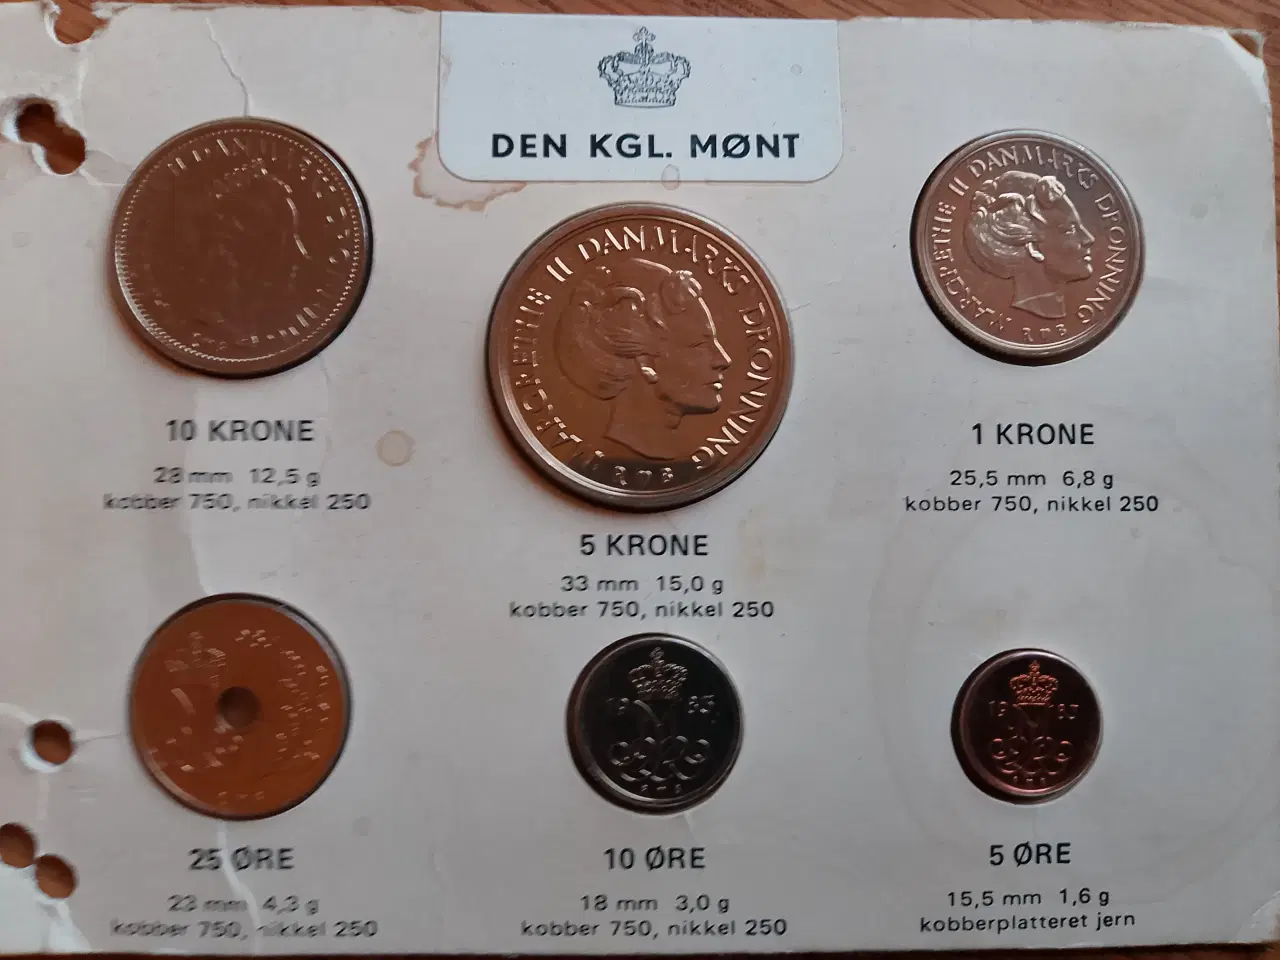 DEN KGL. MØNT
10 KRONE
28 mm 12,5 g
kobber 750, nikkel 250
5 KRONE
33 mm 15,0 g
kobber 750, nikkel 250
1 KRONE
25,5 mm 6,8 g
kobber 750, nikkel 250
25 ØRE
23 mm 4,3 g
kobber 750, nikkel 250
10 ØRE
18 mm 3,0 g
kobber 750, nikkel 250
5 ØRE
15,5 mm 1,6 g
kobberplatteret jern
MARGRETHE II DANMARKS DRONNING
MARGRETHE II DANMARKS DRONNING